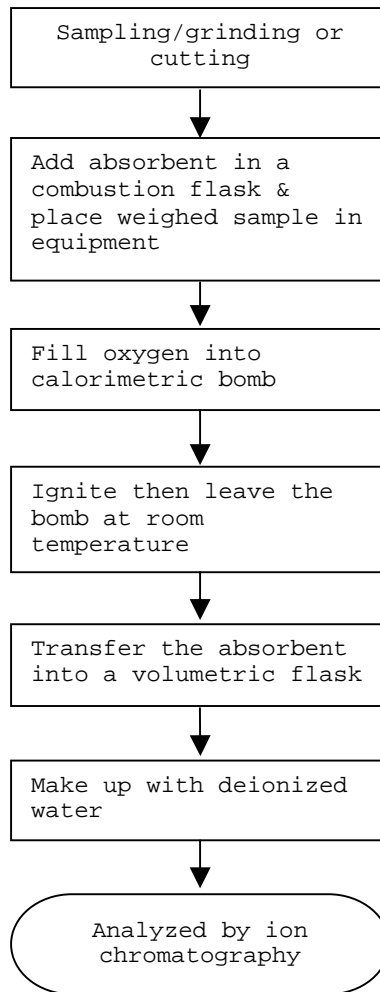 Sampling/grinding or
cutting
Add absorbent in a
combustion flask &
place weighed sample in
equipment
Fill oxygen into
calorimetric bomb
Ignite then leave the
bomb at room
temperature
Transfer the absorbent
into a volumetric flask
Make up with deionized
water
Analyzed by ion
chromatography